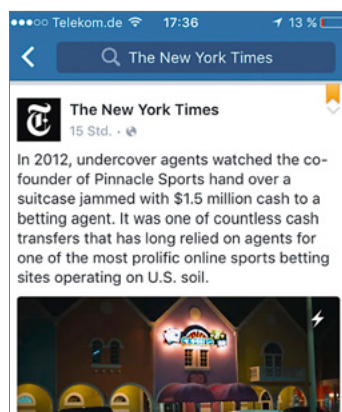 Telekom.de 17:36 13 %
The New York Times
The New York Times
15 Std.
In 2012, undercover agents watched the co-
founder of Pinnacle Sports hand over a
suitcase jammed with $1.5 million cash to a
betting agent. It was one of countless cash
transfers that has long relied on agents for
one of the most prolific online sports betting
sites operating on U.S. soil.